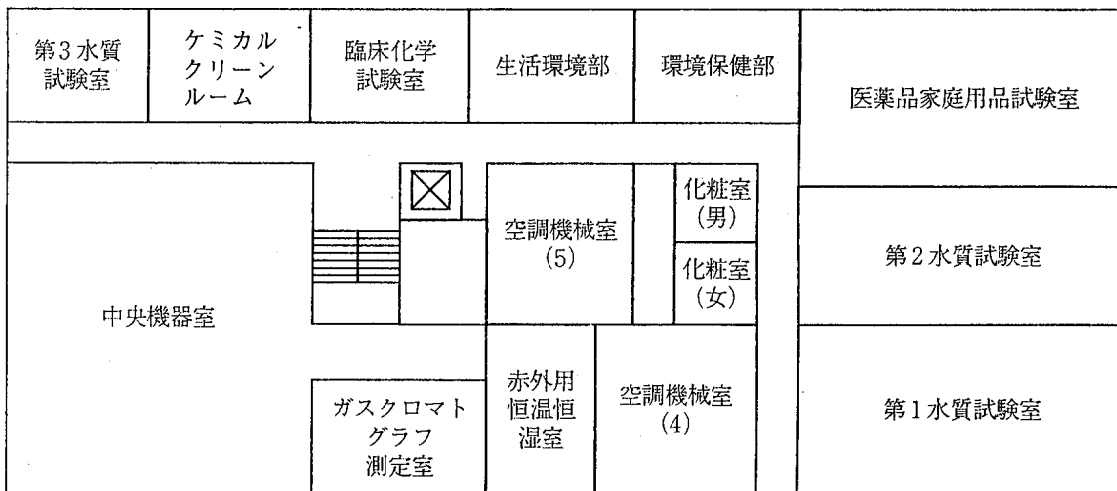 第3水質
試験室
ケミカル
クリーン
ルーム
臨床化学
試験室
生活環境部
環境保健部
医薬品家庭用品試験室
化粧室
(男)
空調機械室
(5)
化粧室
(女)
第2水質試験室
中央機器室
ガスクロマト
グラフ
測定室
赤外用
恒温恒
湿室
空調機械室
(4)
第1水質試験室